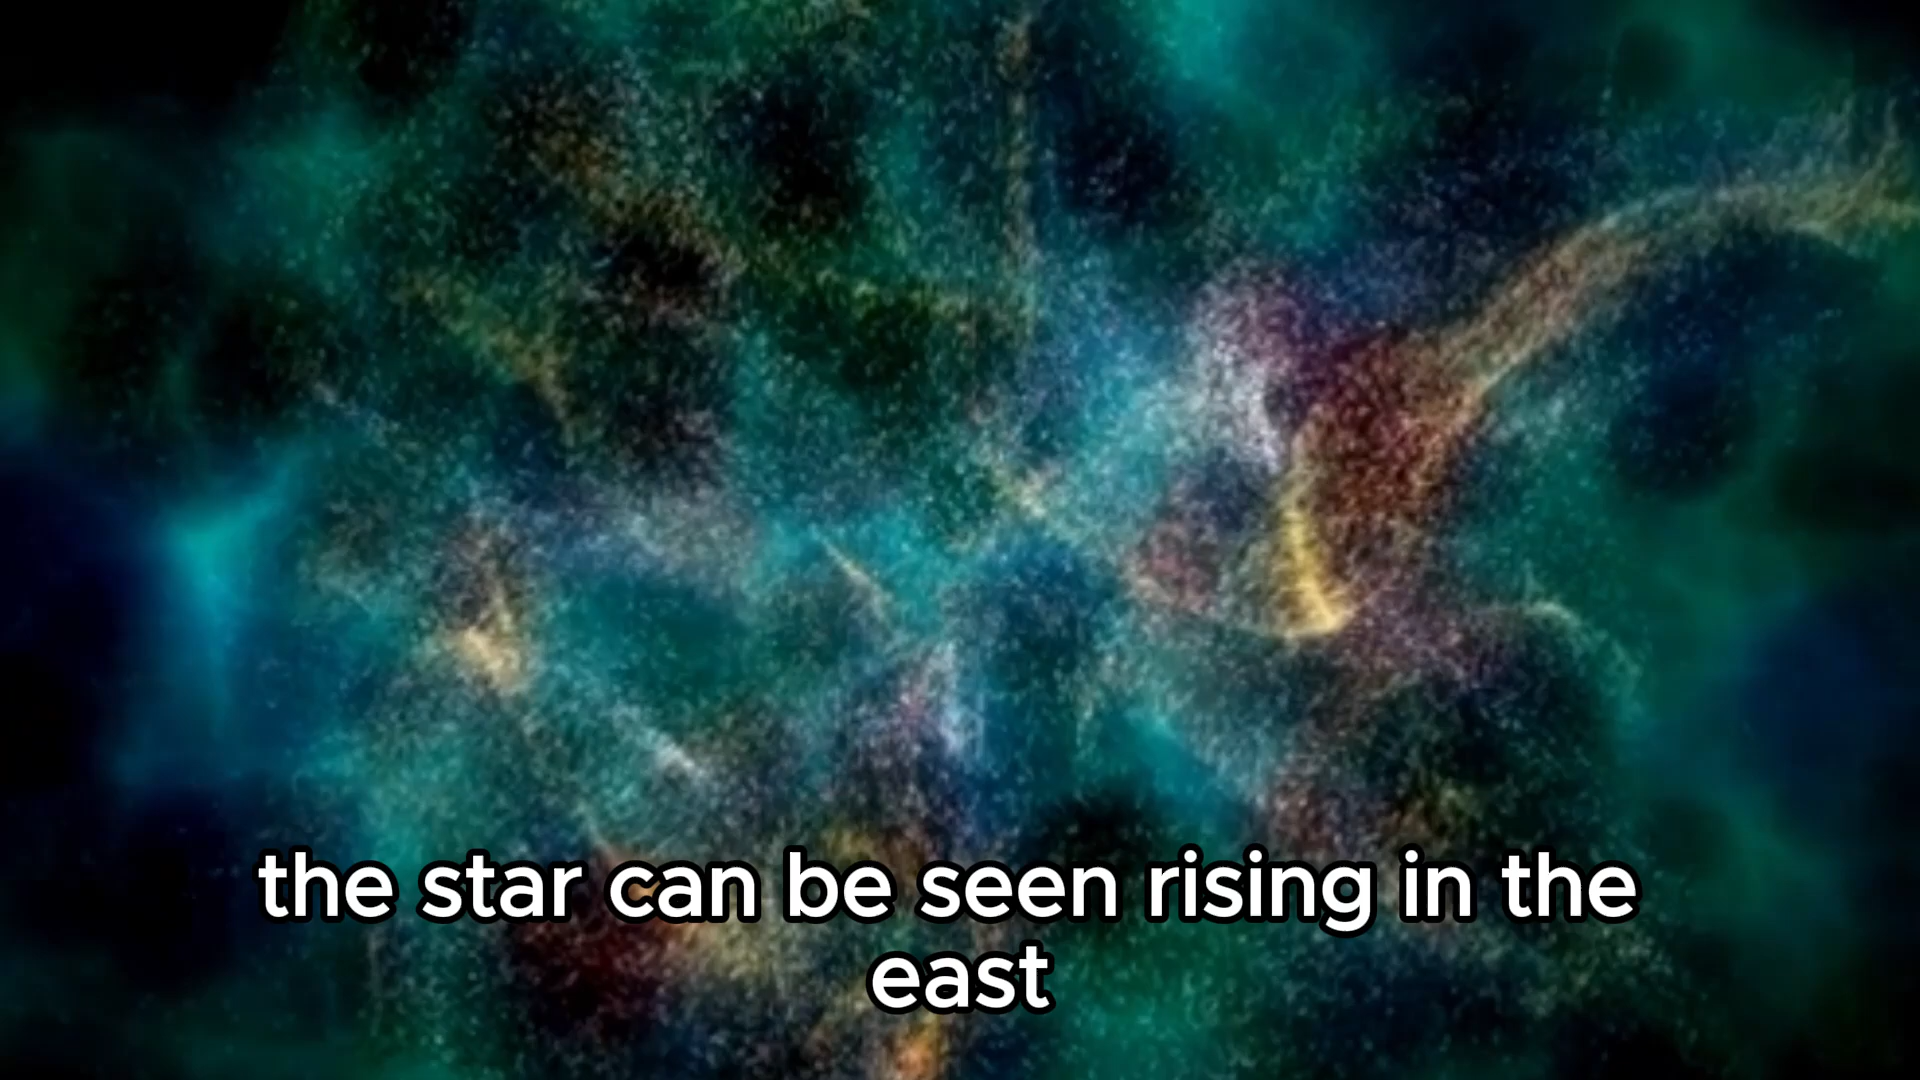 the star can be seen rising in the
east